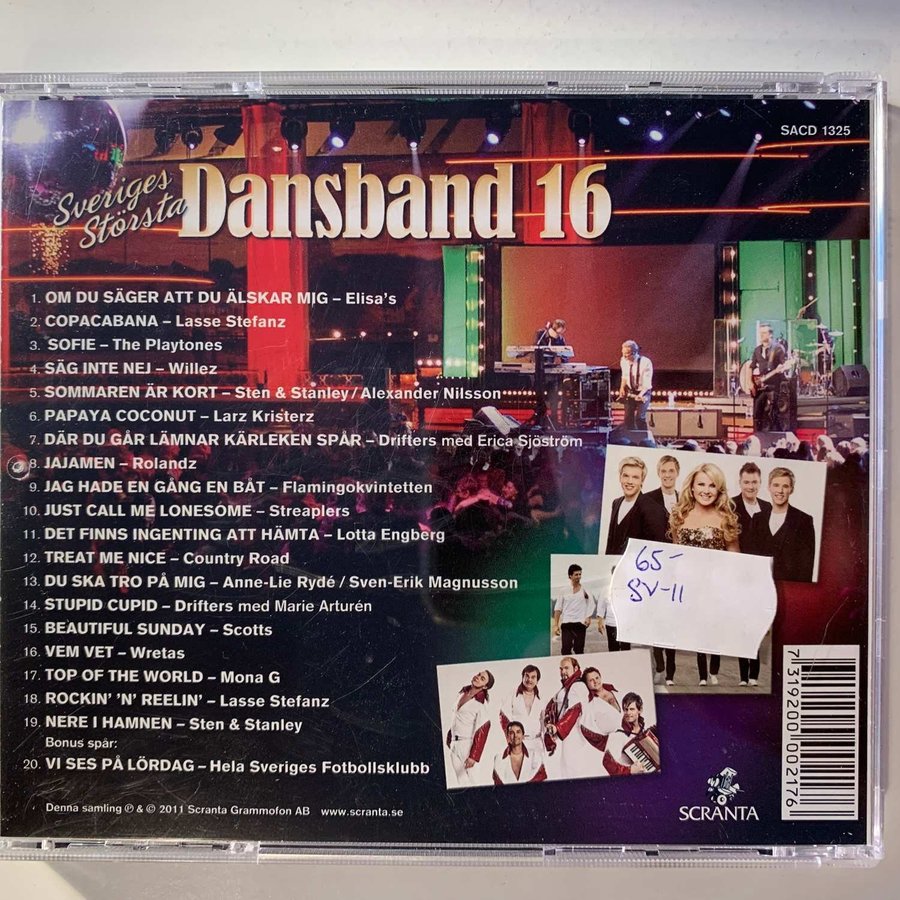 SACD 1325
Sveriges
Största
Dansband 16
1. OM DU SÄGER ATT DU ÄLSKAR MIG – Elisa's
2. COPACABANA – Lasse Stefanz
3. SOFIE – The Playtones
4. SÄG INTE NEJ – Willez
5. SOMMAREN ÄR KORT – Sten & Stanley / Alexander Nilsson
6. PAPAYA COCONUT – Larz Kristerz
7. DÄR DU GÅR LÄMNAR KÄRLEKEN SPÅR – Drifters med Erica Sjöström
8. JAJAMEN – Rolandz
9. JAG HADE EN GÅNG EN BÅT – Flamingokvintetten
10. JUST CALL ME LONESOME – Streaplers
11. DET FINNS INGENTING ATT HÄMTA – Lotta Engberg
12. TREAT ME NICE – Country Road
13. DU SKA TRO PÅ MIG – Anne-Lie Rydé / Sven-Erik Magnusson
14. STUPID CUPID – Drifters med Marie Arturén
15. BEAUTIFUL SUNDAY – Scotts
16. VEM VET – Wretas
17. TOP OF THE WORLD – Mona G
18. ROCKIN' 'N' REELIN' – Lasse Stefanz
19. NERE I HAMNEN – Sten & Stanley
Bonus spår:
20. VI SES PÅ LÖRDAG – Hela Sveriges Fotbollsklubb
Denna samling ℗ & © 2011 Scranta Grammofon AB www.scranta.se
65-
SV-11
SCRANTA
7 319200 002176